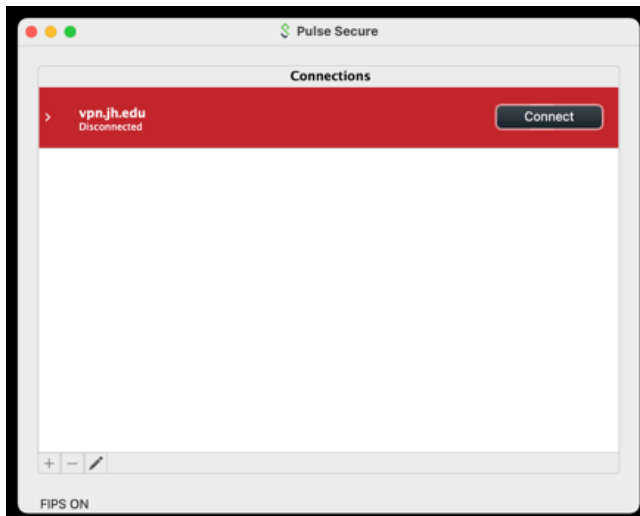 Pulse Secure
Connections
vpn.jh.edu
Disconnected
Connect
FIPS ON